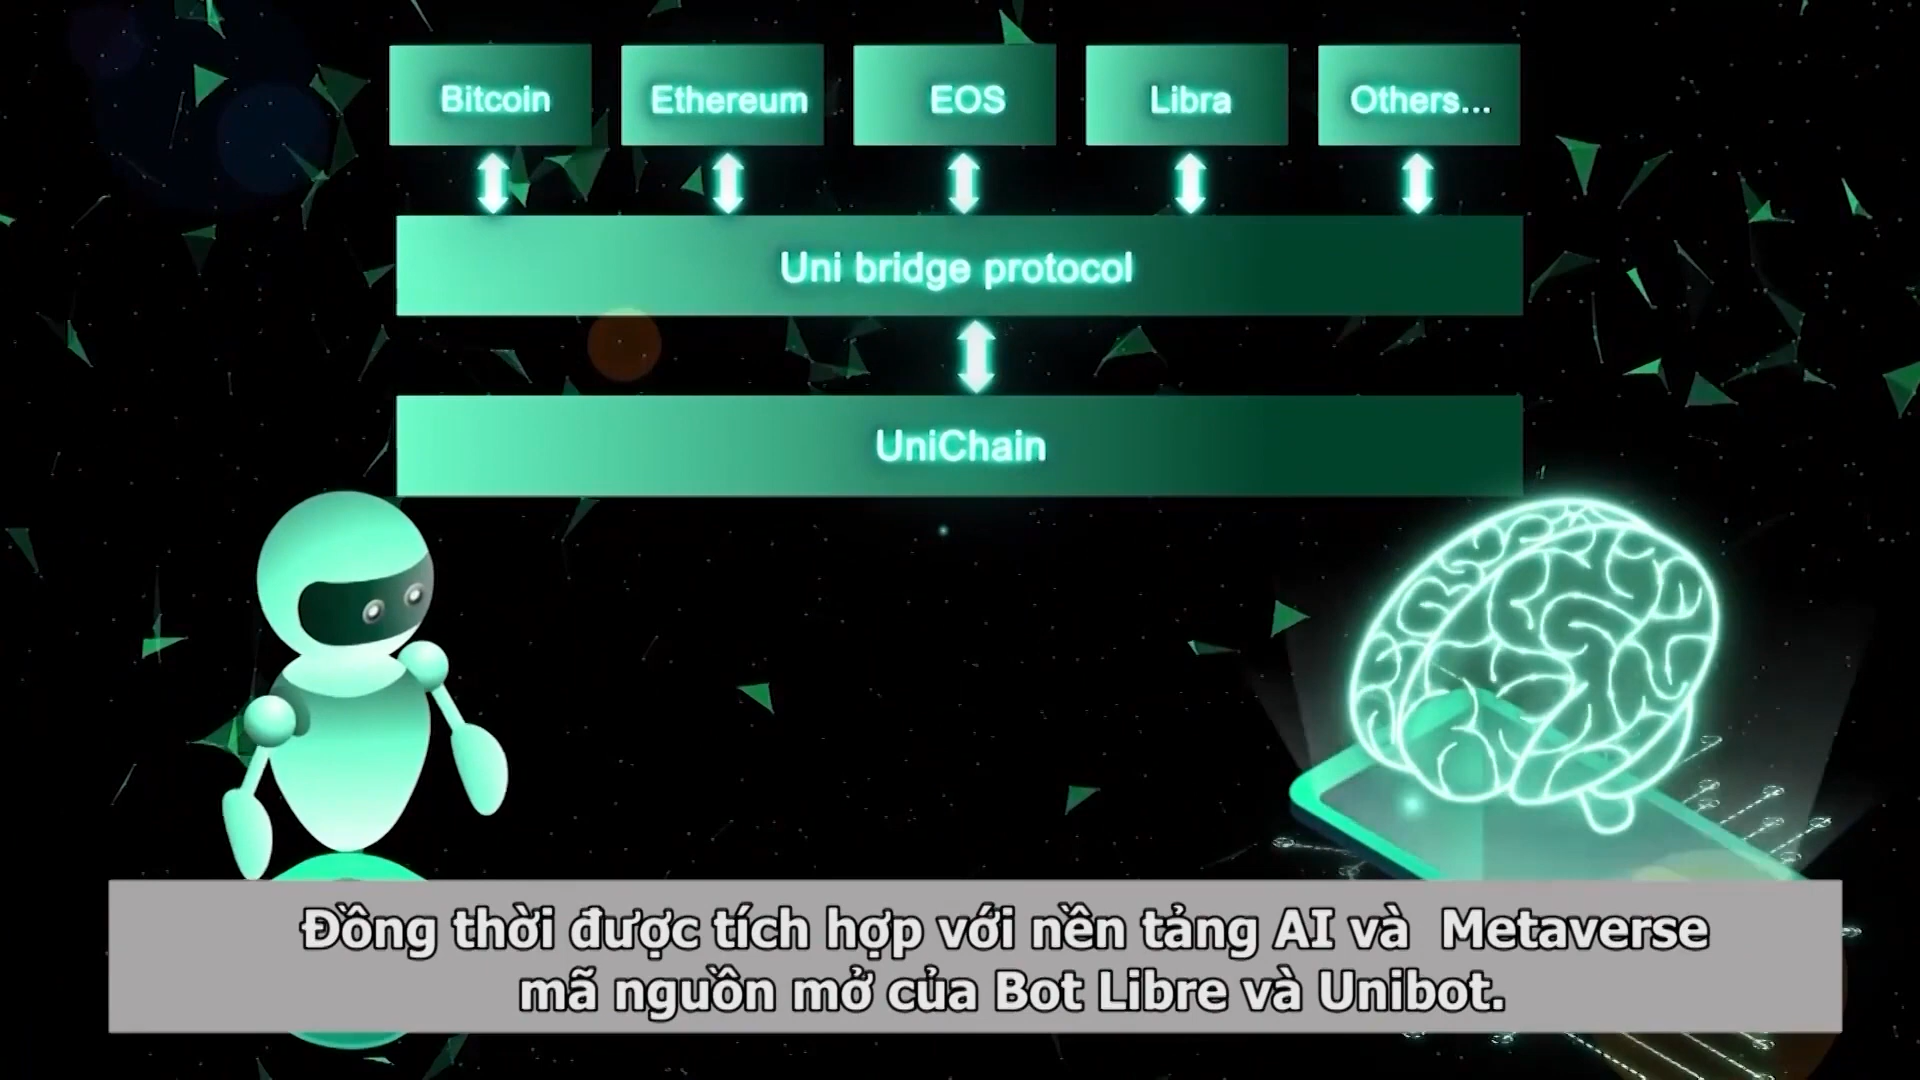 Bitcoin
Ethereum
EOS
Libra
Others...
Uni bridge protocol
UniChain
Đồng thời được tích hợp với nền tảng AI và Metaverse
mã nguồn mở của Bot Libre và Unibot.